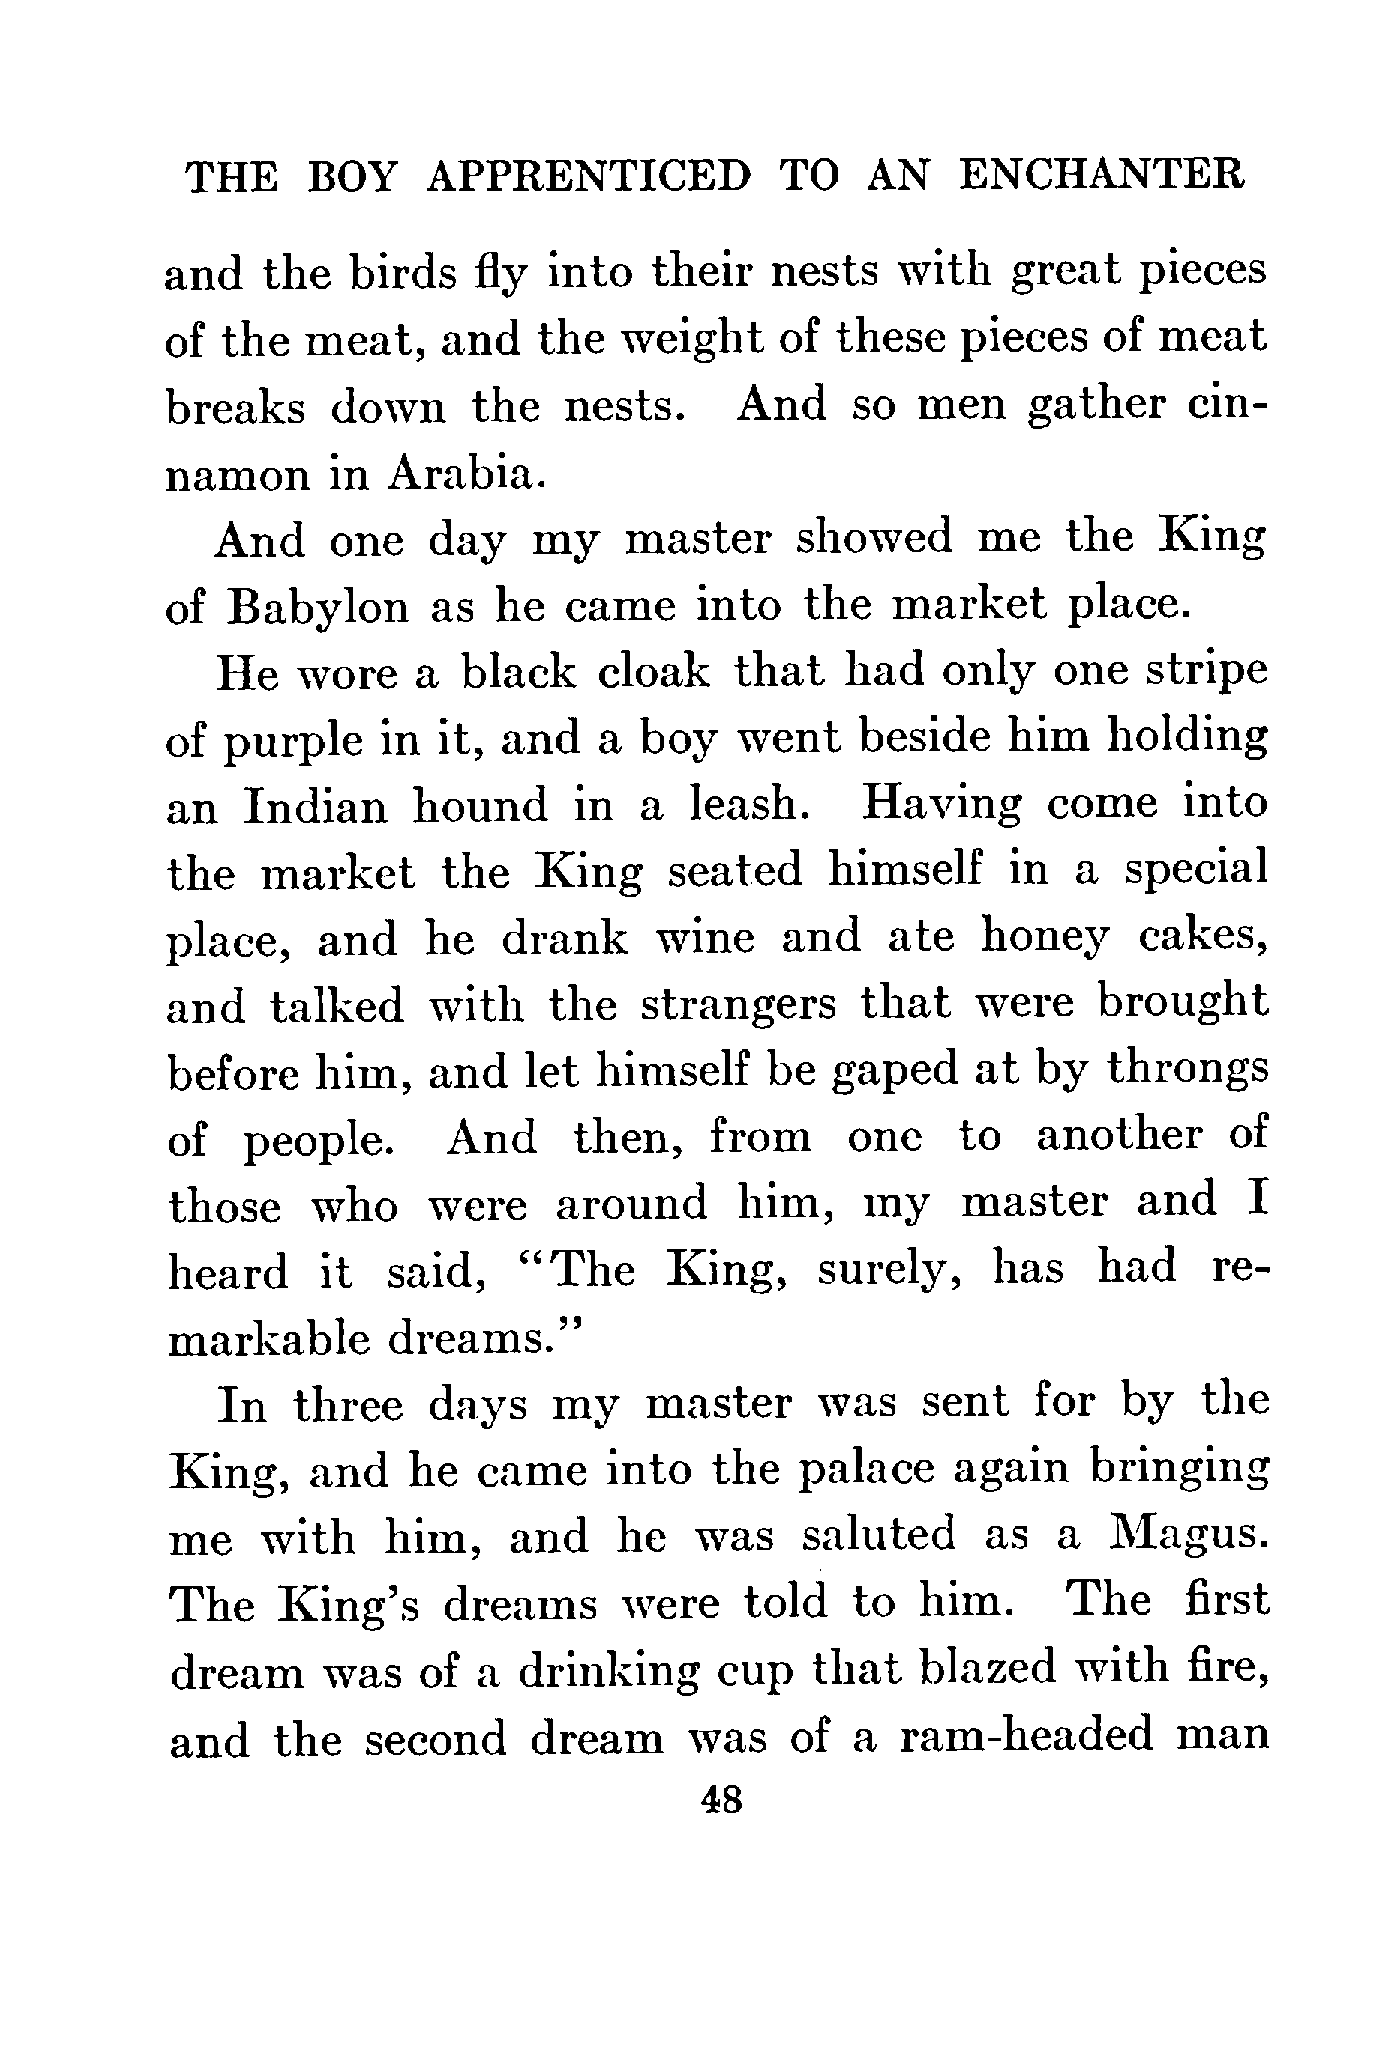 THE BOY APPRENTICED TO AN ENCHANTER
and the birds fly into their nests with great pieces
of the meat, and the weight of these pieces of meat
breaks down the nests. And so men gather cin-
namon in Arabia.
And one day my master showed me the King
of Babylon as he came into the market place.
He wore a black cloak that had only one stripe
of purple in it, and a boy went beside him holding
an Indian hound in a leash. Having come into
the market the King seated himself in a special
place, and he drank wine and ate honey cakes,
and talked with the strangers that were brought
before him, and let himself be gaped at by throngs
of people. And then, from one to another of
those who were around him, my master and I
heard it said, “The King, surely, has had re-
markable dreams.”
In three days my master was sent for by the
King, and he came into the palace again bringing
me with him, and he was saluted as a Magus.
The King’s dreams were told to him. The first
dream was of a drinking cup that blazed with fire,
and the second dream was of a ram-headed man
48